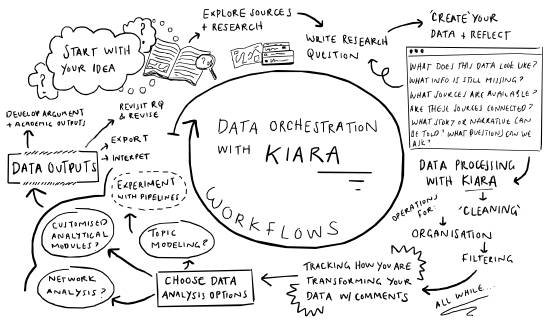 START WITH
YOUR IDEA
?
?
EXPLORE SOURCES
+ RESEARCH
WRITE RESEARCH
QUESTION
'CREATE' YOUR
DATA + REFLECT
WHAT DOES THIS DATA LOOK LIKE?
WHAT INFO IS STILL MISSING?
WHAT SOURCES ARE AVAILABLE?
ARE THESE SOURCES CONNECTED?
WHAT STORY OR NARRATIVE CAN
BE TOLD? WHAT QUESTIONS CAN WE
ASK?
DATA PROCESSING
WITH KIARA
OPERATIONS
FOR:
'CLEANING'
ORGANISATION
FILTERING
ALL WHILE...
TRACKING HOW YOU ARE
TRANSFORMING YOUR
DATA W/ COMMENTS
CHOOSE DATA
ANALYSIS OPTIONS
TOPIC
MODELING?
NETWORK
ANALYSIS?
CUSTOMISED
ANALYTICAL
MODULES?
EXPERIMENT
WITH PIPELINES
DATA OUTPUTS
EXPORT
INTERPRET
DEVELOP ARGUMENT
+ ACADEMIC OUTPUTS
REVISIT RQ
& REVISE
DATA ORCHESTRATION
WITH KIARA
WORKFLOWS